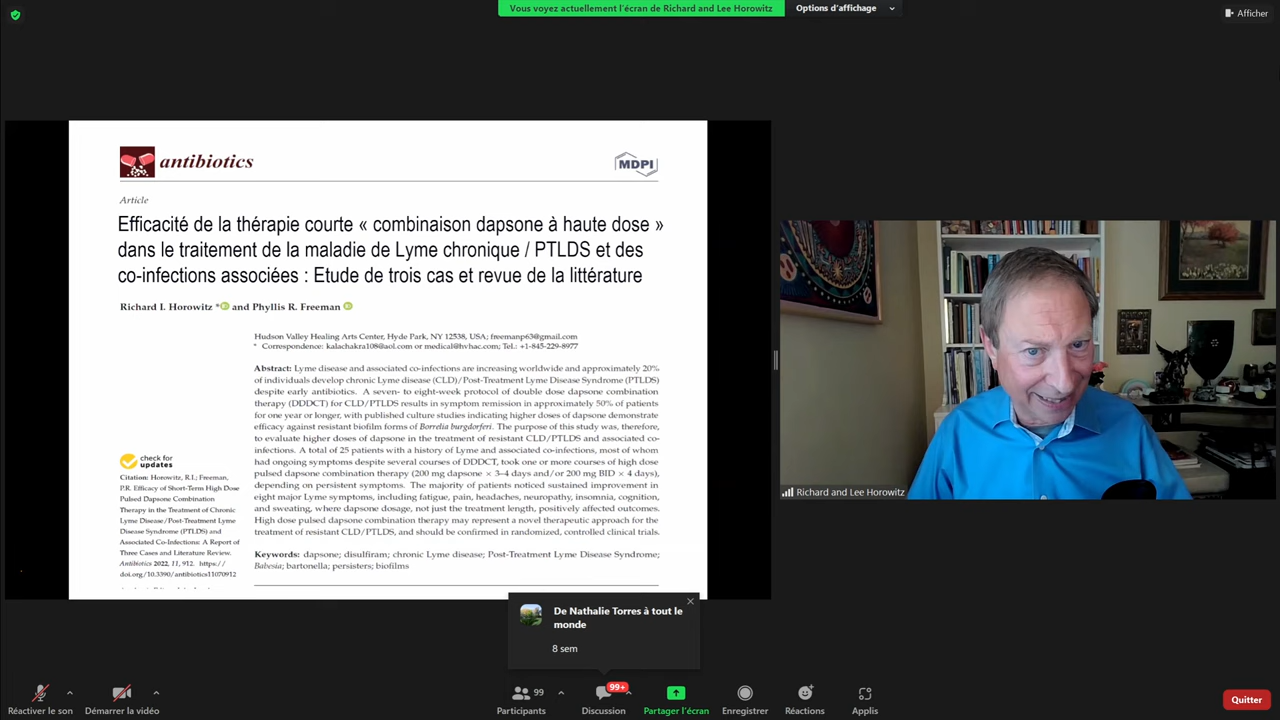 Vous voyez actuellement l'écran de Richard and Lee Horowitz
Options d'affichage
Afficher
antibiotics
MDPI
Article
Efficacité de la thérapie courte « combinaison dapsone à haute dose »
dans le traitement de la maladie de Lyme chronique / PTLDS et des
co-infections associées : Etude de trois cas et revue de la littérature
Richard I. Horowitz * and Phyllis R. Freeman
Hudson Valley Healing Arts Center, Hyde Park, NY 12538, USA; freemanp63@gmail.com
* Correspondence: kalachakra108@aol.com or medical@hvhac.com; Tel.: +1-845-229-8977
Abstract: Lyme disease and associated co-infections are increasing worldwide and approximately 20%
of individuals develop chronic Lyme disease (CLD)/Post-Treatment Lyme Disease Syndrome (PTLDS)
despite early antibiotics. A seven- to eight-week protocol of double dose dapsone combination
therapy (DDDCT) for CLD/PTLDS results in symptom remission in approximately 50% of patients
for one year or longer, with published culture studies indicating higher doses of dapsone demonstrate
efficacy against resistant biofilm forms of Borrelia burgdorferi. The purpose of this study was, therefore,
to evaluate higher doses of dapsone in the treatment of resistant CLD/PTLDS and associated co-
infections. A total of 25 patients with a history of Lyme and associated co-infections, most of whom
had ongoing symptoms despite several courses of DDDCT, took one or more courses of high dose
pulsed dapsone combination therapy (200 mg dapsone × 3–4 days and/or 200 mg BID × 4 days),
depending on persistent symptoms. The majority of patients noticed sustained improvement in
eight major Lyme symptoms, including fatigue, pain, headaches, neuropathy, insomnia, cognition,
and sweating, where dapsone dosage, not just the treatment length, positively affected outcomes.
High dose pulsed dapsone combination therapy may represent a novel therapeutic approach for the
treatment of resistant CLD/PTLDS, and should be confirmed in randomized, controlled clinical trials.
Keywords: dapsone; disulfiram; chronic Lyme disease; Post-Treatment Lyme Disease Syndrome;
Babesia; bartonella; persisters; biofilms
check for
updates
Citation: Horowitz, R.I.; Freeman,
P.R. Efficacy of Short-Term High Dose
Pulsed Dapsone Combination
Therapy in the Treatment of Chronic
Lyme Disease/Post-Treatment Lyme
Disease Syndrome (PTLDS) and
Associated Co-Infections: A Report of
Three Cases and Literature Review.
Antibiotics 2022, 11, 912. https://
doi.org/10.3390/antibiotics11070912
Richard and Lee Horowitz
De Nathalie Torres à tout le
monde
8 sem
Réactiver le son
Démarrer la vidéo
99
Participants
99+
Discussion
Partager l'écran
Enregistrer
Réactions
Applis
Quitter